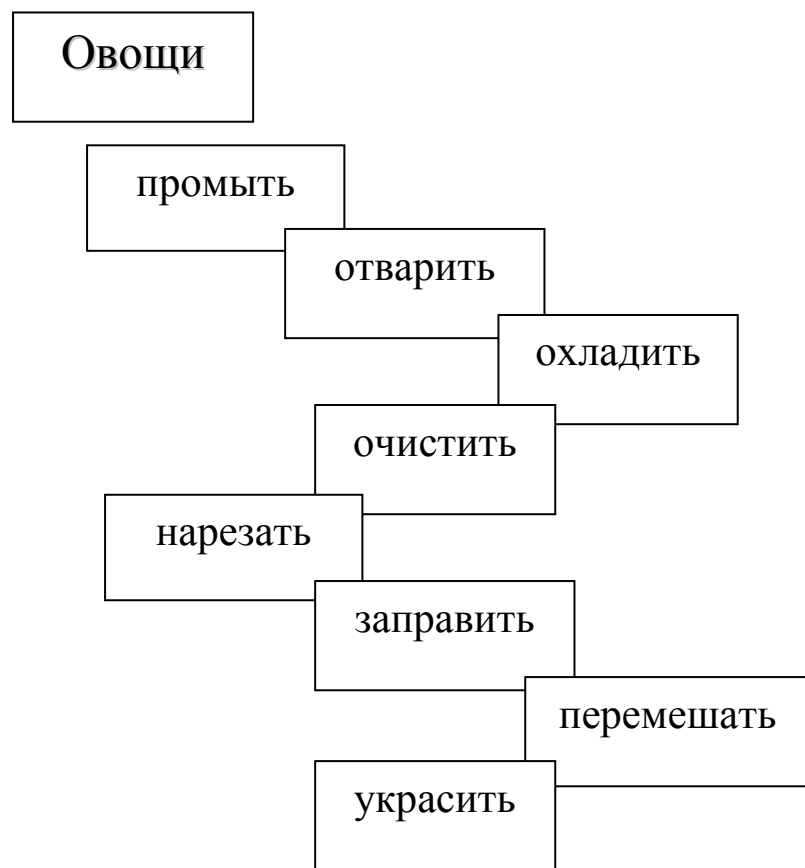 Овощи
промыть
отварить
охладить
очистить
нарезать
заправить
перемешать
украсить